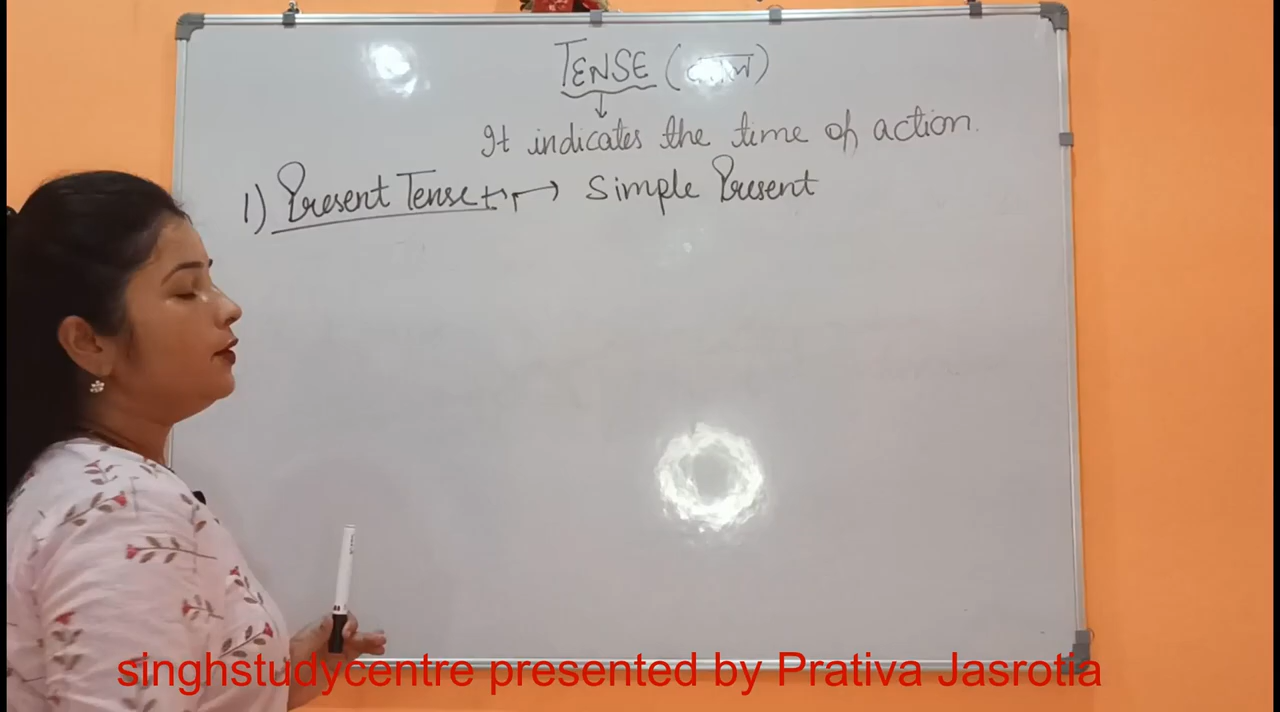 TENSE
It indicates the time of action.
1) Present Tense → Simple Present
singhstudycentre presented by Prativa Jasrotia